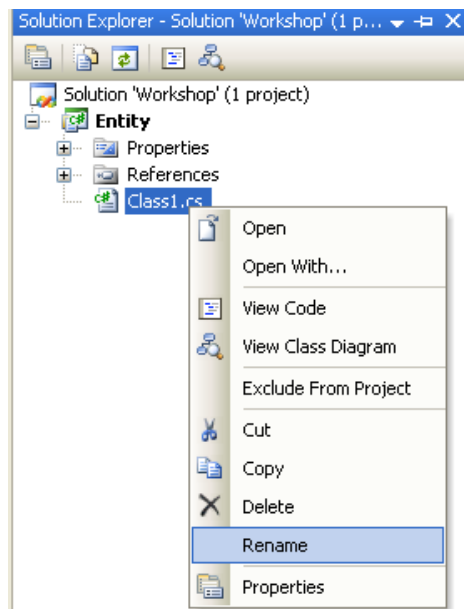 Solution Explorer - Solution 'Workshop' (1 p...
Solution 'Workshop' (1 project)
Entity
Properties
References
Class1.cs
Open
Open With...
View Code
View Class Diagram
Exclude From Project
Cut
Copy
Delete
Rename
Properties